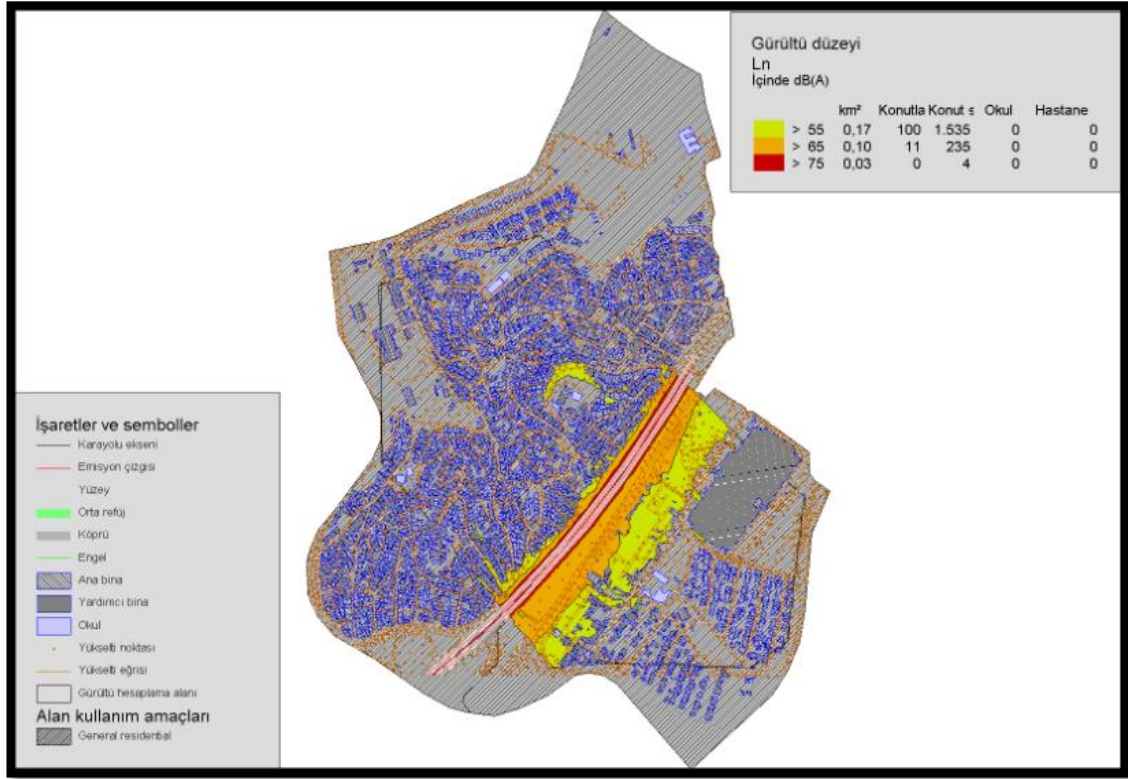 Gürültü düzeyi
Ln
İçinde dB(A)
km² Konutla Konut s Okul Hastane
> 55 0,17 100 1.535 0 0
> 65 0,10 11 235 0 0
> 75 0,03 0 4 0 0
İşaretler ve semboller
Karayolu ekseni
Emisyon çizgisi
Yüzey
Orta refüj
Köprü
Engel
Ana bina
Yardımcı bina
Okul
Yükselti noktası
Yükselti eğrisi
Gürültü hesaplama alanı
Alan kullanım amaçları
General residential